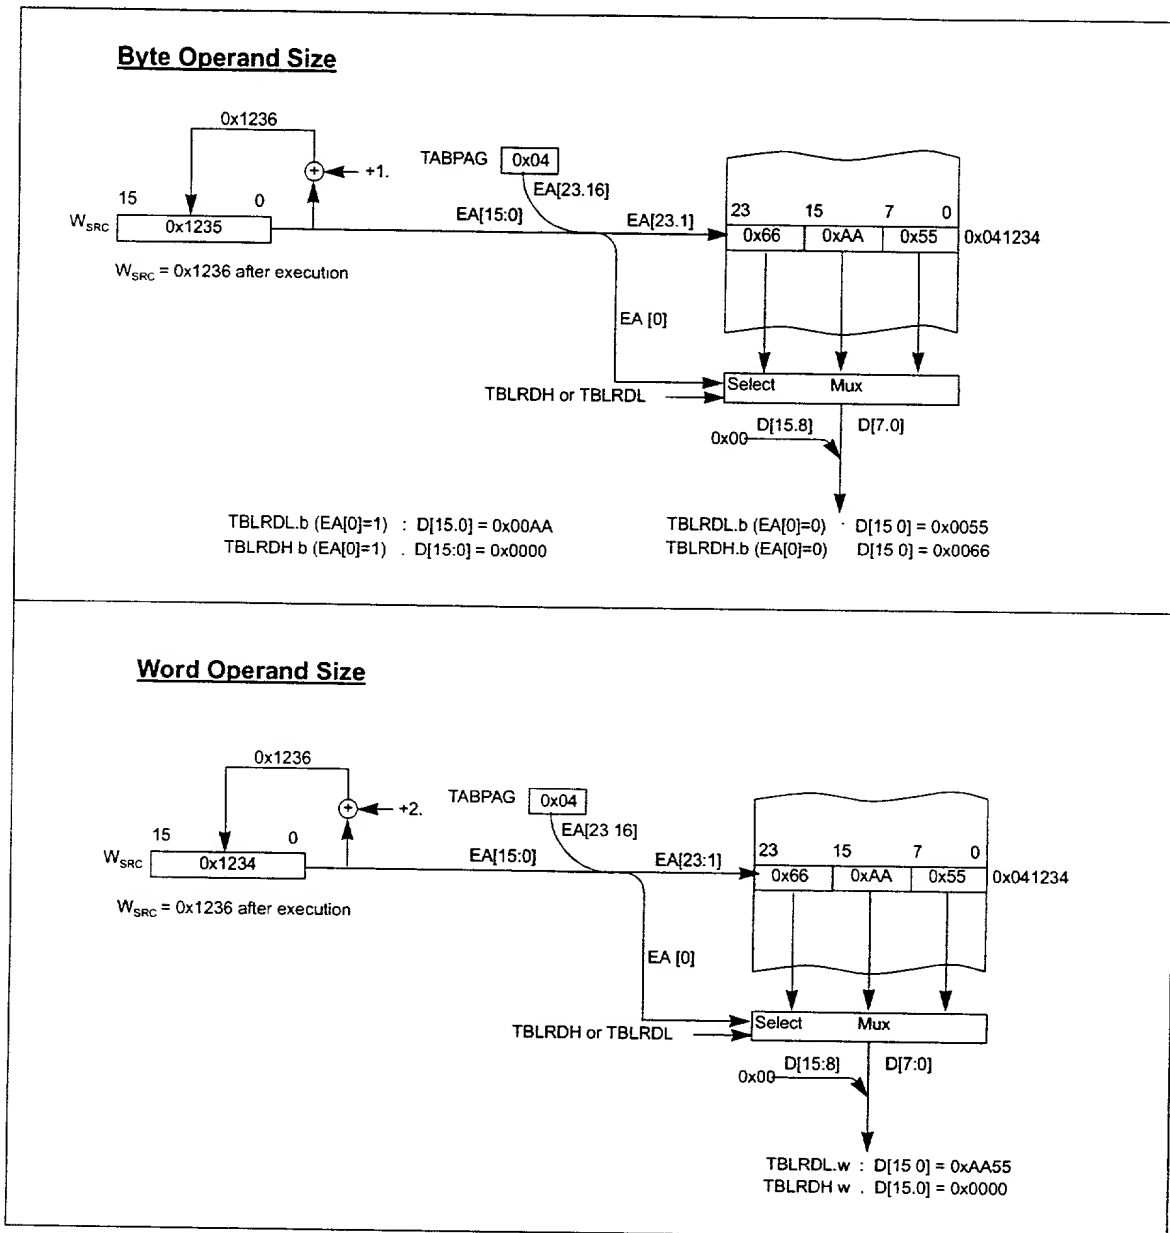 Byte Operand Size
0x1236
TABPAG 0x04
+ +1.
EA[23.16]
15 0
EA[15:0] EA[23.1]
23 15 7 0
WSRC 0x1235
0x66 0xAA 0x55 0x041234
WSRC = 0x1236 after execution
EA [0]
Select Mux
TBLRDH or TBLRDL
D[15.8] D[7.0]
0x00
TBLRDL.b (EA[0]=1) : D[15.0] = 0x00AA
TBLRDH b (EA[0]=1) . D[15:0] = 0x0000
TBLRDL.b (EA[0]=0) · D[15 0] = 0x0055
TBLRDH.b (EA[0]=0) D[15 0] = 0x0066
Word Operand Size
0x1236
TABPAG 0x04
+ +2.
EA[23 16]
15 0
EA[15:0] EA[23:1]
23 15 7 0
WSRC 0x1234
0x66 0xAA 0x55 0x041234
WSRC = 0x1236 after execution
EA [0]
Select Mux
TBLRDH or TBLRDL
D[15:8] D[7:0]
0x00
TBLRDL.w : D[15 0] = 0xAA55
TBLRDH w . D[15.0] = 0x0000